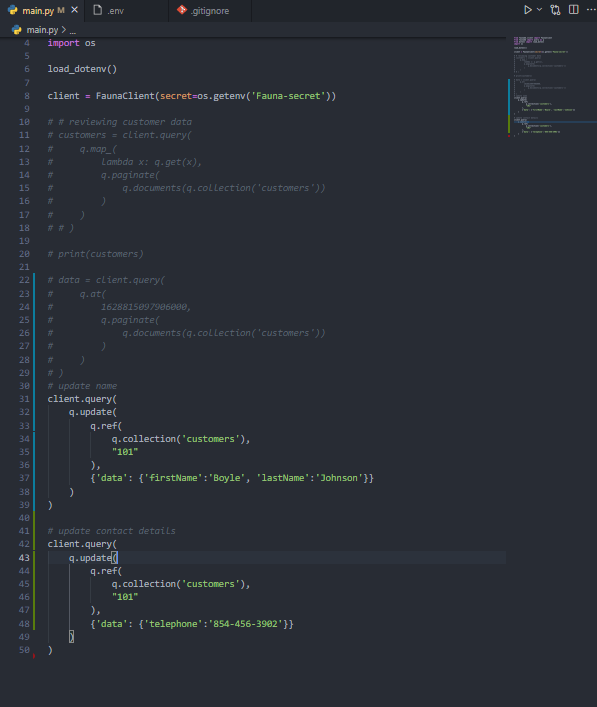 main.py M
.env
.gitignore
main.py > ...
4 import os
5
6 load_dotenv()
7
8 client = FaunaClient(secret=os.getenv('Fauna-secret'))
9
10 # # reviewing customer data
11 # customers = client.query(
12 #     q.map_(
13 #         lambda x: q.get(x),
14 #         q.paginate(
15 #             q.documents(q.collection('customers'))
16 #         )
17 #     )
18 # # )
19
20 # print(customers)
21
22 # data = client.query(
23 #     q.at(
24 #         1628815097906000,
25 #         q.paginate(
26 #             q.documents(q.collection('customers'))
27 #         )
28 #     )
29 # )
30 # update name
31 client.query(
32     q.update(
33         q.ref(
34             q.collection('customers'),
35             "101"
36         ),
37         {'data': {'firstName':'Boyle', 'lastName':'Johnson'}}
38     )
39 )
40
41 # update contact details
42 client.query(
43     q.update(
44         q.ref(
45             q.collection('customers'),
46             "101"
47         ),
48         {'data': {'telephone':'854-456-3902'}}
49     )
50 )